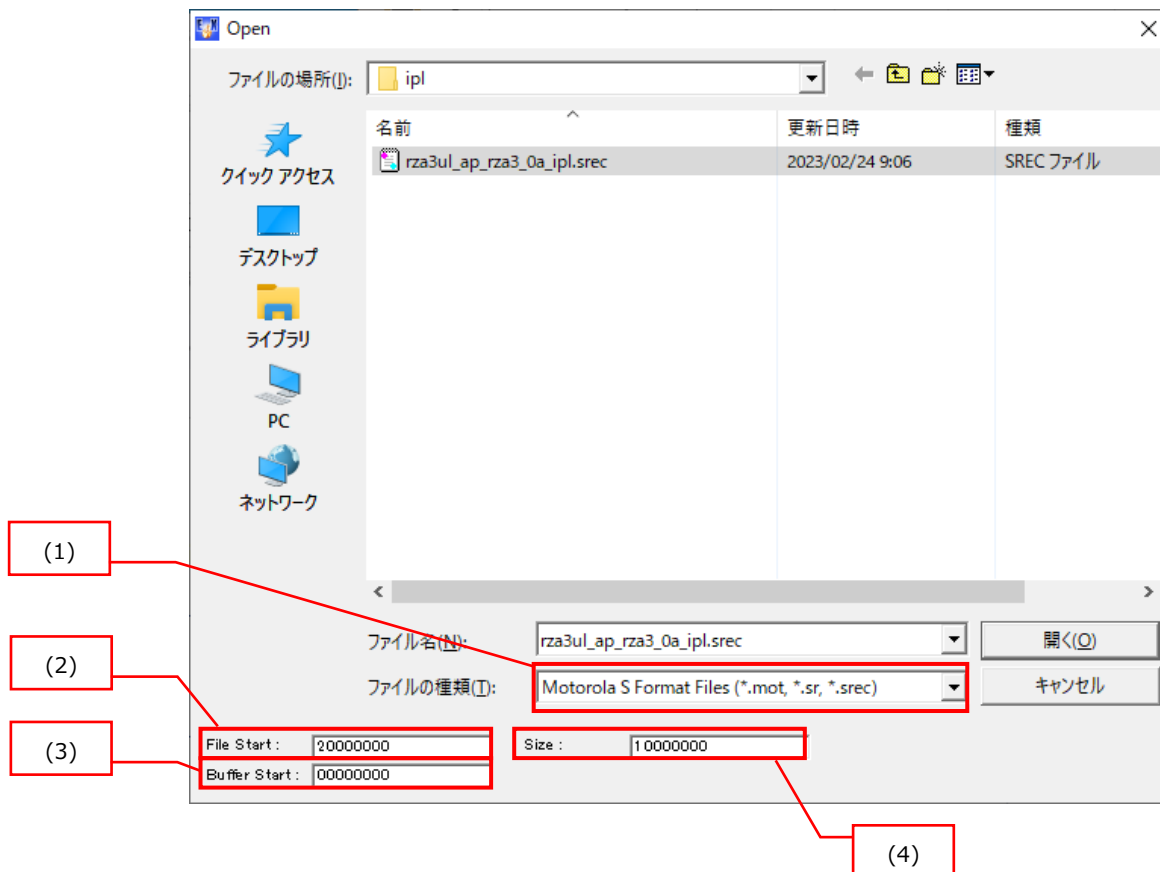 Open
ファイルの場所(I): ipl
名前 更新日時 種類
rza3ul_ap_rza3_0a_ipl.srec 2023/02/24 9:06 SREC ファイル
クイック アクセス
デスクトップ
ライブラリ
PC
ネットワーク
(1)
ファイル名(N): rza3ul_ap_rza3_0a_ipl.srec 開く(O)
(2)
ファイルの種類(T): Motorola S Format Files (*.mot, *.sr, *.srec) キャンセル
File Start : 20000000 Size : 10000000
(3)
Buffer Start : 00000000
(4)